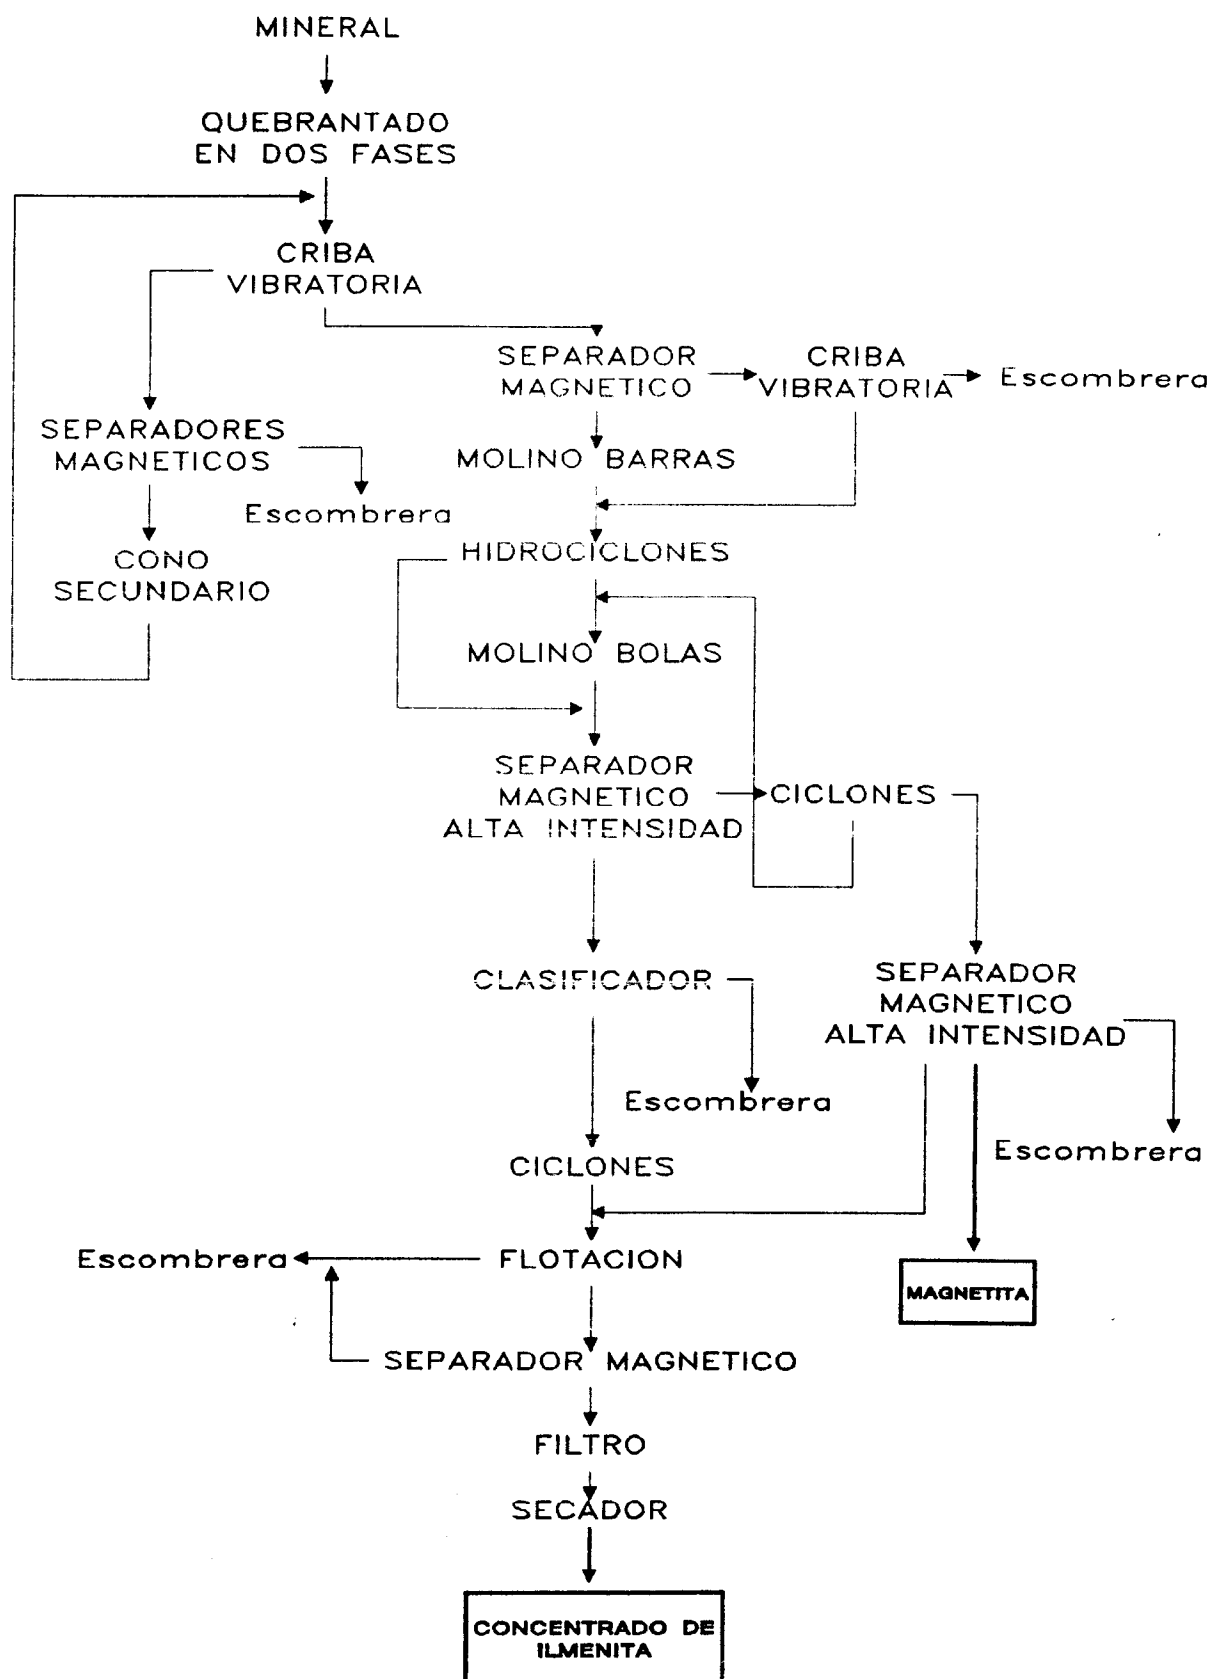 MINERAL
QUEBRANTADO
EN DOS FASES
CRIBA
VIBRATORIA
SEPARADOR
MAGNETICO
CRIBA
VIBRATORIA
Escombrera
SEPARADORES
MAGNETICOS
Escombrera
MOLINO BARRAS
CONO
SECUNDARIO
HIDROCICLONES
MOLINO BOLAS
SEPARADOR
MAGNETICO
ALTA INTENSIDAD
CICLONES
CLASIFICADOR
SEPARADOR
MAGNETICO
ALTA INTENSIDAD
Escombrera
Escombrera
CICLONES
Escombrera
FLOTACION
MAGNETITA
SEPARADOR MAGNETICO
FILTRO
SECADOR
CONCENTRADO DE
ILMENITA